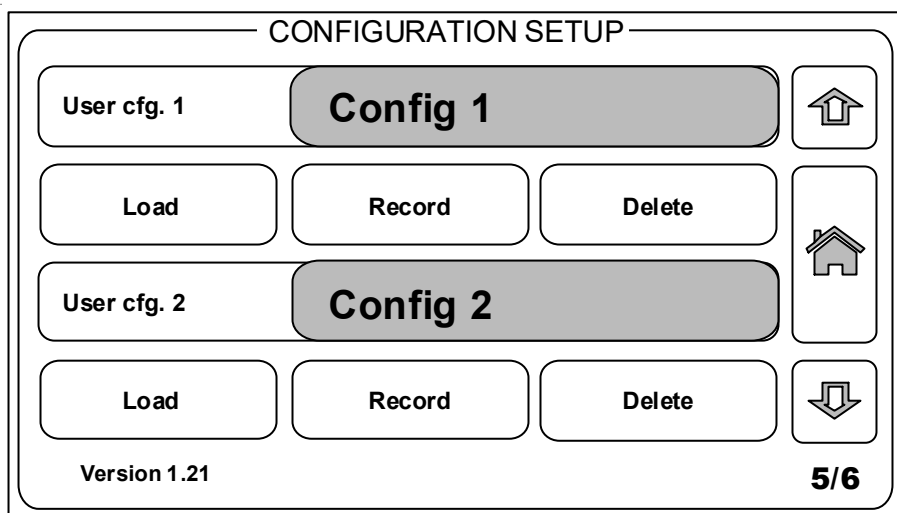 CONFIGURATION SETUP
User cfg. 1 Config 1
Load Record Delete
User cfg. 2 Config 2
Load Record Delete
Version 1.21 5/6